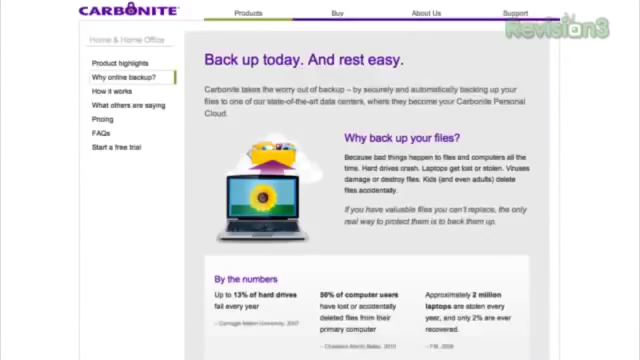 CARBONITE
Products
Buy
About Us
Support
Revision3
Home & Home Office
Product highlights
Why online backup?
How it works
What others are saying
Pricing
FAQs
Start a free trial
Back up today. And rest easy.
Carbonite takes the worry out of backup – by securely and automatically backing up your
files to one of our state-of-the-art data centers, where they become your Carbonite Personal
Cloud.
Why back up your files?
Because bad things happen to files and computers all the
time. Hard drives crash. Laptops get lost or stolen. Viruses
damage or destroy files. Kids (and even adults) delete
files accidentally.
If you have valuable files you can't replace, the only
real way to protect them is to back them up.
By the numbers
Up to 13% of hard drives
fail every year
– Carnegie Mellon University, 2007
56% of computer users
have lost or accidentally
deleted files from their
primary computer
2010
Approximately 2 million
laptops are stolen every
year, and only 2% are ever
recovered.
– FBI,